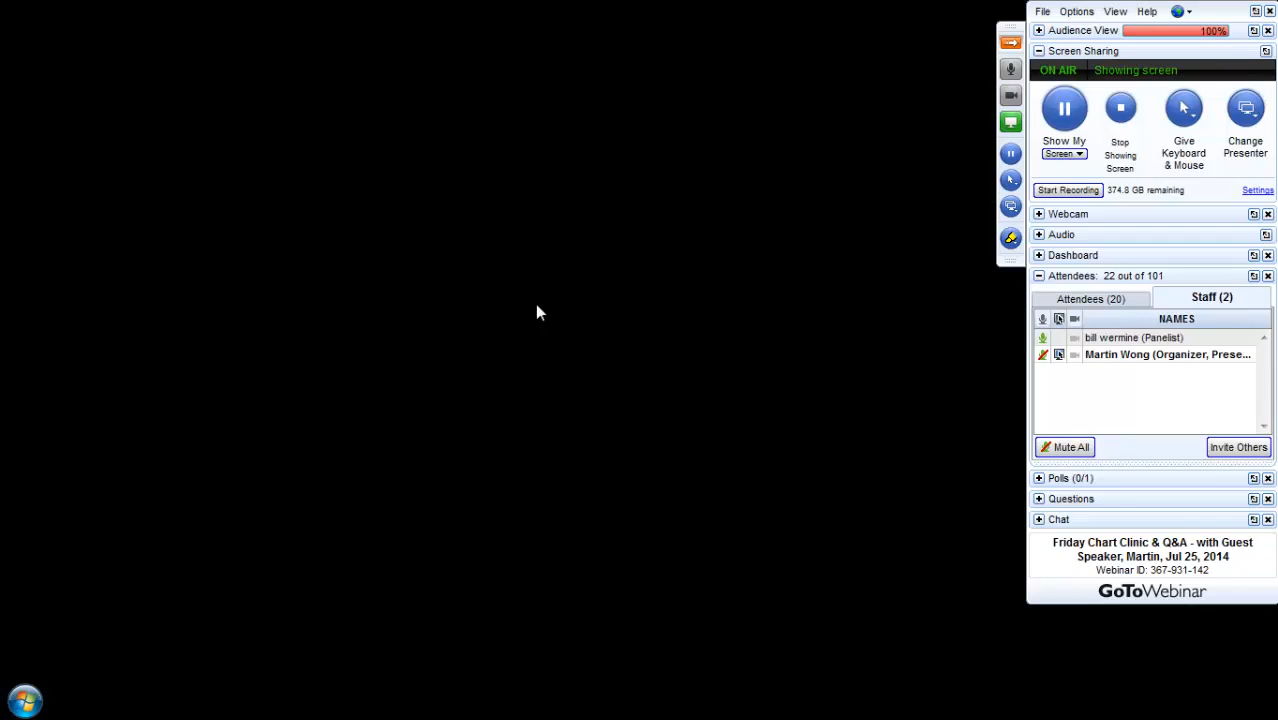 File Options View Help
Audience View 100%
Screen Sharing
ON AIR Showing screen
Show My
Screen
Stop
Showing
Screen
Give
Keyboard
& Mouse
Change
Presenter
Start Recording 374.8 GB remaining Settings
Webcam
Audio
Dashboard
Attendees: 22 out of 101
Attendees (20) Staff (2)
NAMES
bill wermine (Panelist)
Martin Wong (Organizer, Prese...
Mute All Invite Others
Polls (0/1)
Questions
Chat
Friday Chart Clinic & Q&A - with Guest
Speaker, Martin, Jul 25, 2014
Webinar ID: 367-931-142
GoToWebinar